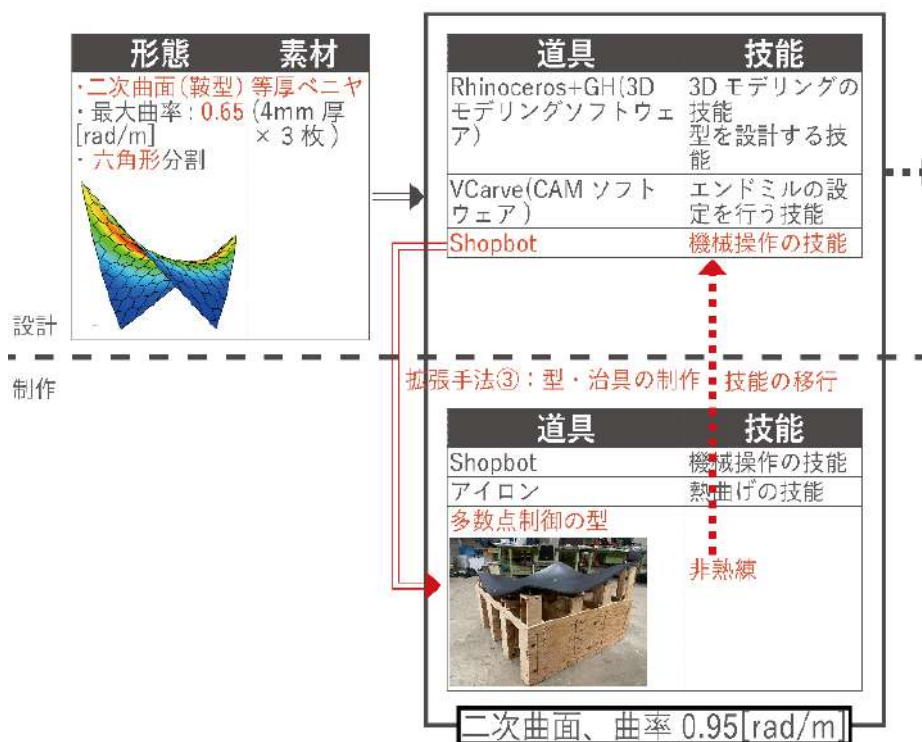 形態 素材
・二次曲面(鞍型)
・最大曲率：0.65
[rad/m]
・六角形分割
等厚ベニヤ
(4mm 厚
× 3 枚)
道具 技能
Rhinoceros+GH(3D
モデリングソフトウェ
ア)
3D モデリングの
技能
型を設計する技
能
VCarve(CAM ソフト
ウェア)
エンドミルの設
定を行う技能
Shopbot
機械操作の技能
設計
制作
拡張手法③：型・治具の制作
技能の移行
道具 技能
Shopbot
機械操作の技能
アイロン
熱曲げの技能
多数点制御の型
非熟練
二次曲面、曲率 0.95[rad/m]